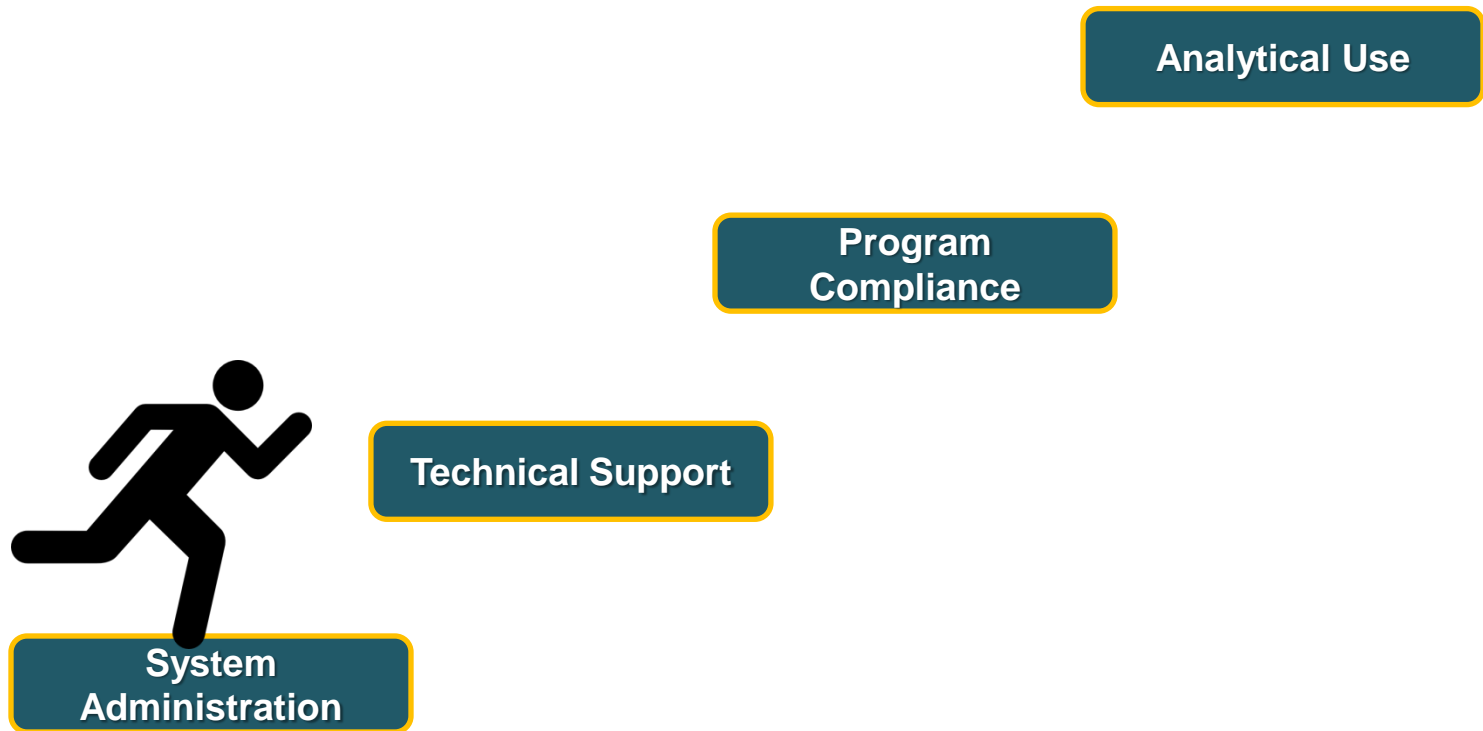 Analytical Use
Program
Compliance
Technical Support
System
Administration